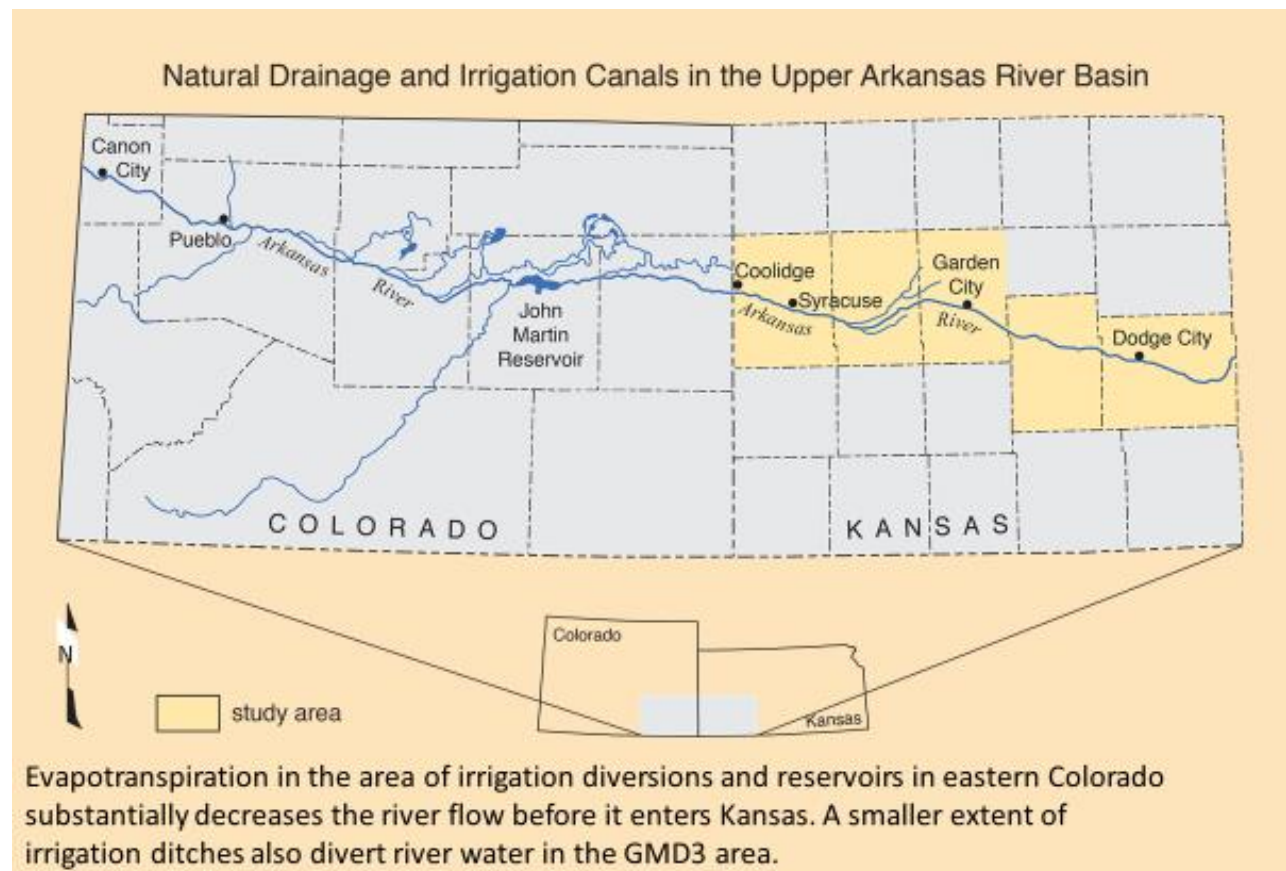 Natural Drainage and Irrigation Canals in the Upper Arkansas River Basin
Canon
City
Pueblo
Arkansas
River
John
Martin
Reservoir
Coolidge
Syracuse
Arkansas
Garden
City
River
Dodge City
COLORADO
KANSAS
N
Colorado
Kansas
study area
Evapotranspiration in the area of irrigation diversions and reservoirs in eastern Colorado
substantially decreases the river flow before it enters Kansas. A smaller extent of
irrigation ditches also divert river water in the GMD3 area.